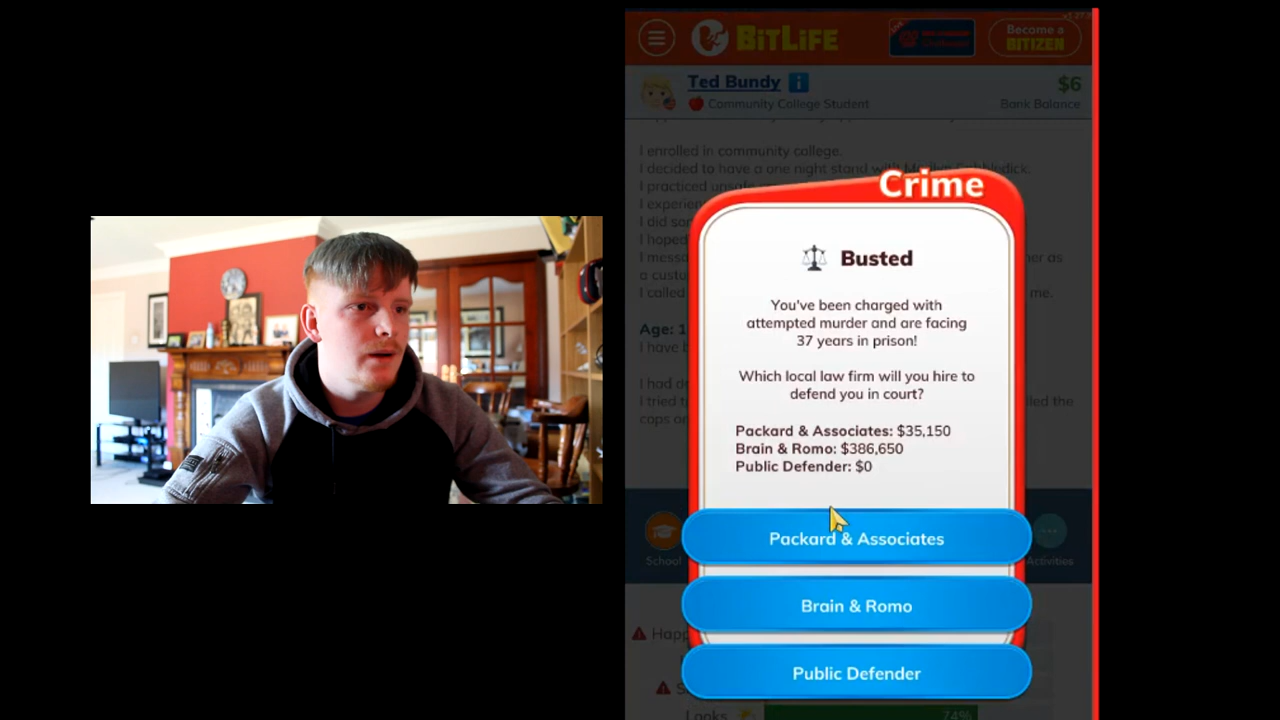 BITLIFE
Become a
BITIZEN
Ted Bundy
$6
Community College Student
Bank Balance
I enrolled in community college.
I decided to have a one night stand with
I practiced
I did
a
I called
me.
Age: 1
I have
I had
I tried
the
Crime
Busted
You've been charged with
attempted murder and are facing
37 years in prison!
Which local law firm will you hire to
defend you in court?
Packard & Associates: $35,150
Brain & Romo: $386,650
Public Defender: $0
Packard & Associates
School
Activities
Brain & Romo
Public Defender
Looks
74%